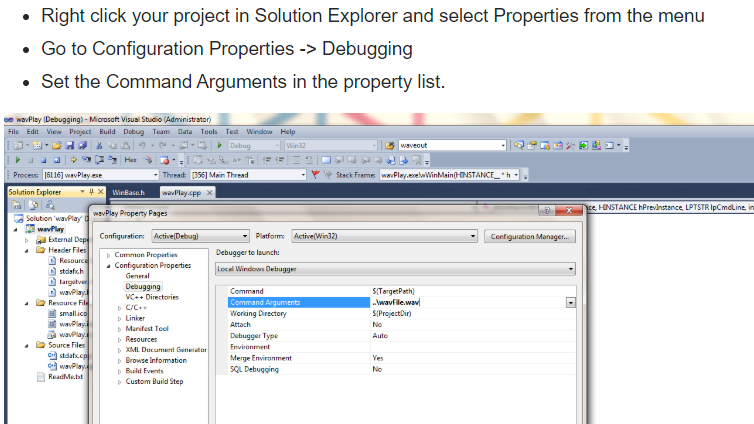 Right click your project in Solution Explorer and select Properties from the menu
Go to Configuration Properties -> Debugging
Set the Command Arguments in the property list.
wavPlay (Debugging) - Microsoft Visual Studio (Administrator)
File Edit View Project Build Debug Team Data Tools Test Window Help
Debug Win32 waveout
Hex
Process: [6116] wavPlay.exe Thread: [356] Main Thread Stack Frame: wavPlay.exe!wWinMain(HINSTANCE__ * h
Solution Explorer WinBase.h wavPlay.cpp
ce, HINSTANCE hPrevInstance, LPTSTR lpCmdLine, in
Solution 'wavPlay' (
wavPlay
External Depe
Header Files
Resource
stdafx.h
targetver
wavPlay.
Resource File
small.ico
wavPlay.
wavPlay.
Source Files
stdafx.cp
wavPlay.
ReadMe.txt
wavPlay Property Pages
Configuration: Active(Debug) Platform: Active(Win32) Configuration Manager...
Common Properties
Configuration Properties
General
Debugging
VC++ Directories
C/C++
Linker
Manifest Tool
Resources
XML Document Generator
Browse Information
Build Events
Custom Build Step
Debugger to launch:
Local Windows Debugger
Command $(TargetPath)
Command Arguments ..\wavFile.wav
Working Directory $(ProjectDir)
Attach No
Debugger Type Auto
Environment
Merge Environment Yes
SQL Debugging No